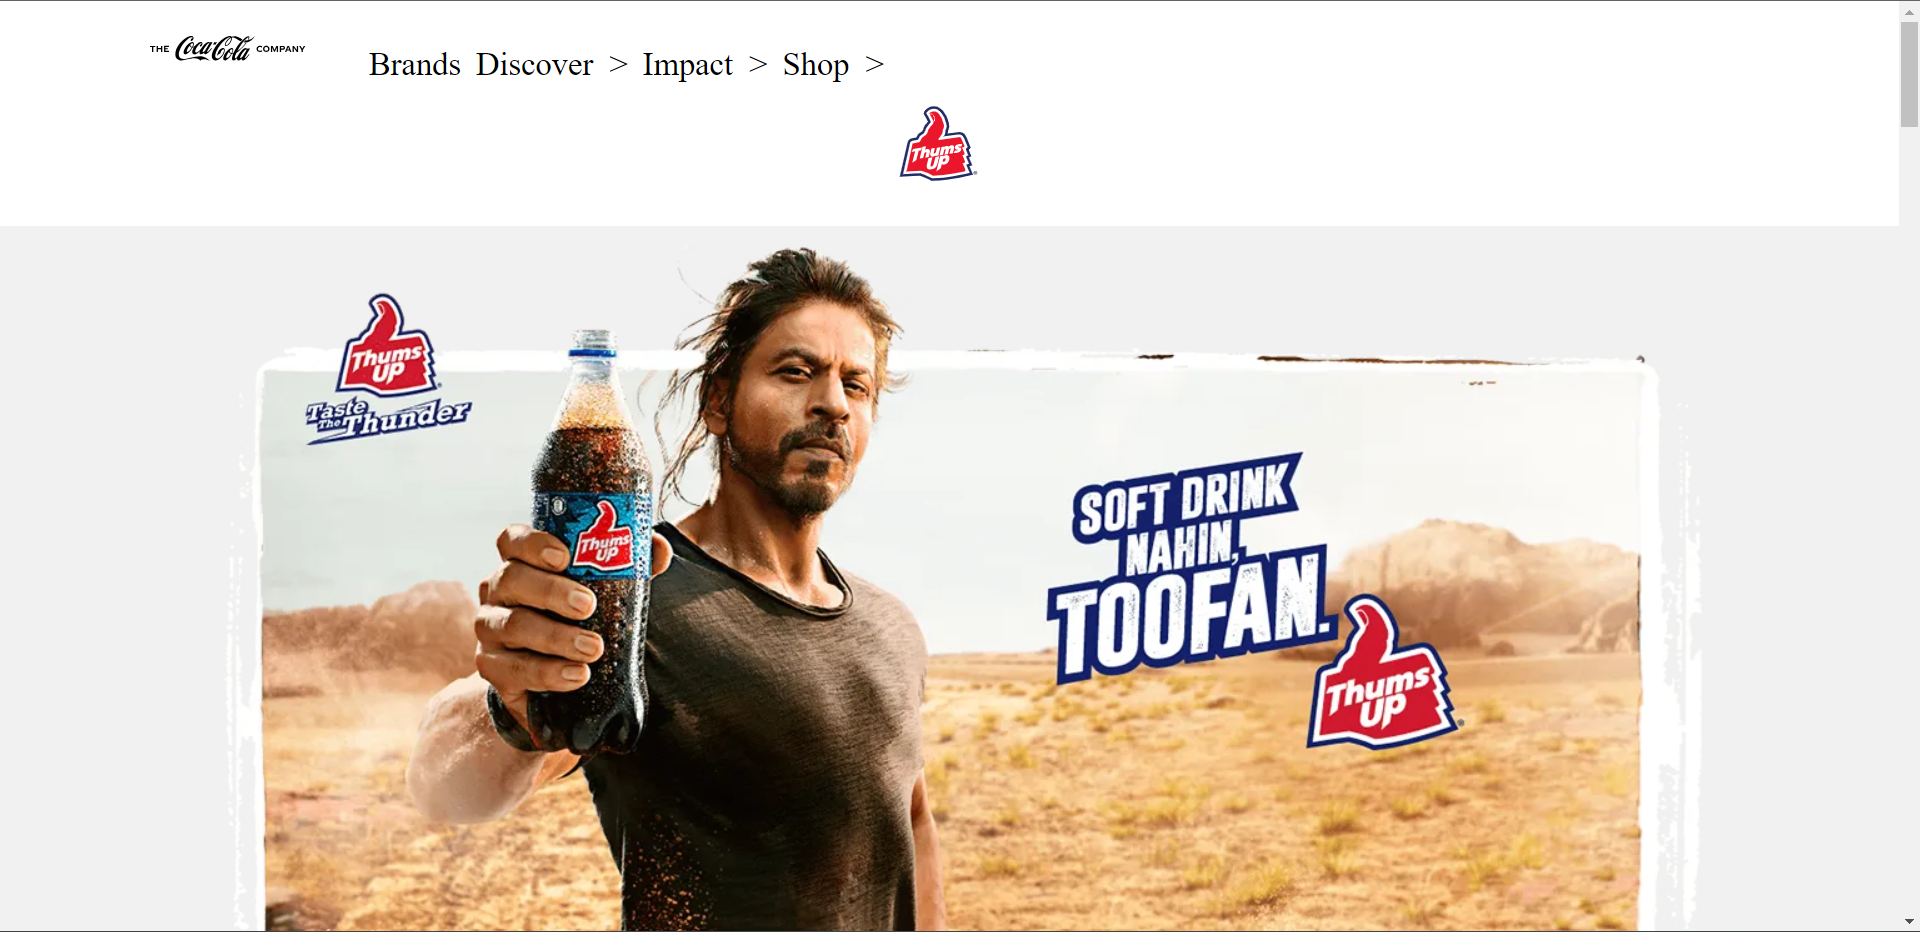 THE Coca-Cola COMPANY
Brands Discover > Impact > Shop >
Thums
UP
Thums
UP
Taste
The Thunder
Thums
UP
SOFT DRINK
NAHIN,
TOOFAN.
Thums
UP